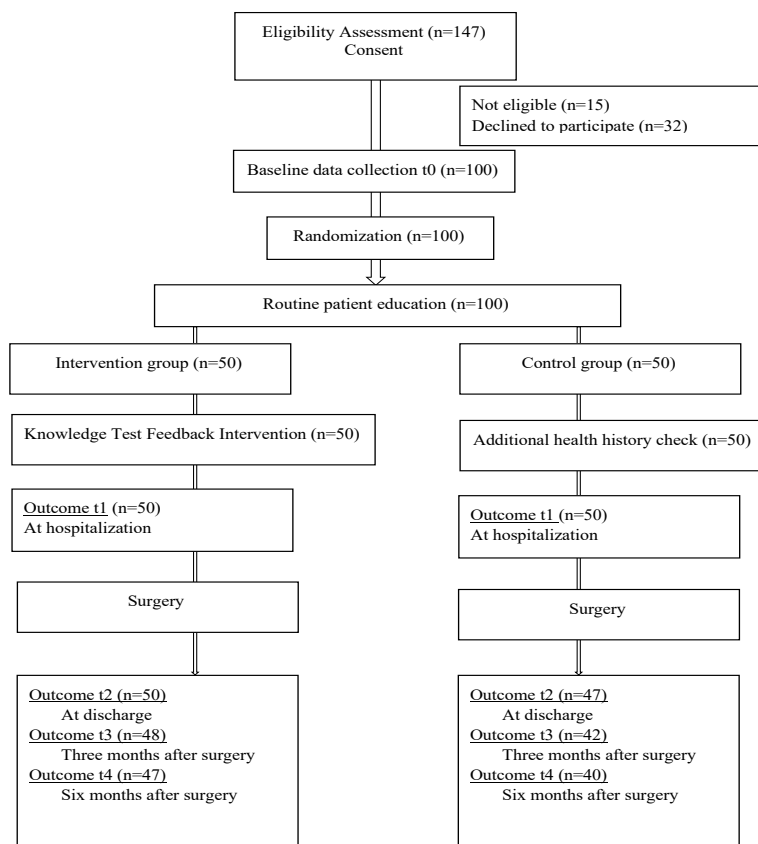 Eligibility Assessment (n=147)
Consent
Not eligible (n=15)
Declined to participate (n=32)
Baseline data collection t0 (n=100)
Randomization (n=100)
Routine patient education (n=100)
Intervention group (n=50)
Control group (n=50)
Knowledge Test Feedback Intervention (n=50)
Additional health history check (n=50)
Outcome t1 (n=50)
At hospitalization
Outcome t1 (n=50)
At hospitalization
Surgery
Surgery
Outcome t2 (n=50)
At discharge
Outcome t3 (n=48)
Three months after surgery
Outcome t4 (n=47)
Six months after surgery
Outcome t2 (n=47)
At discharge
Outcome t3 (n=42)
Three months after surgery
Outcome t4 (n=40)
Six months after surgery